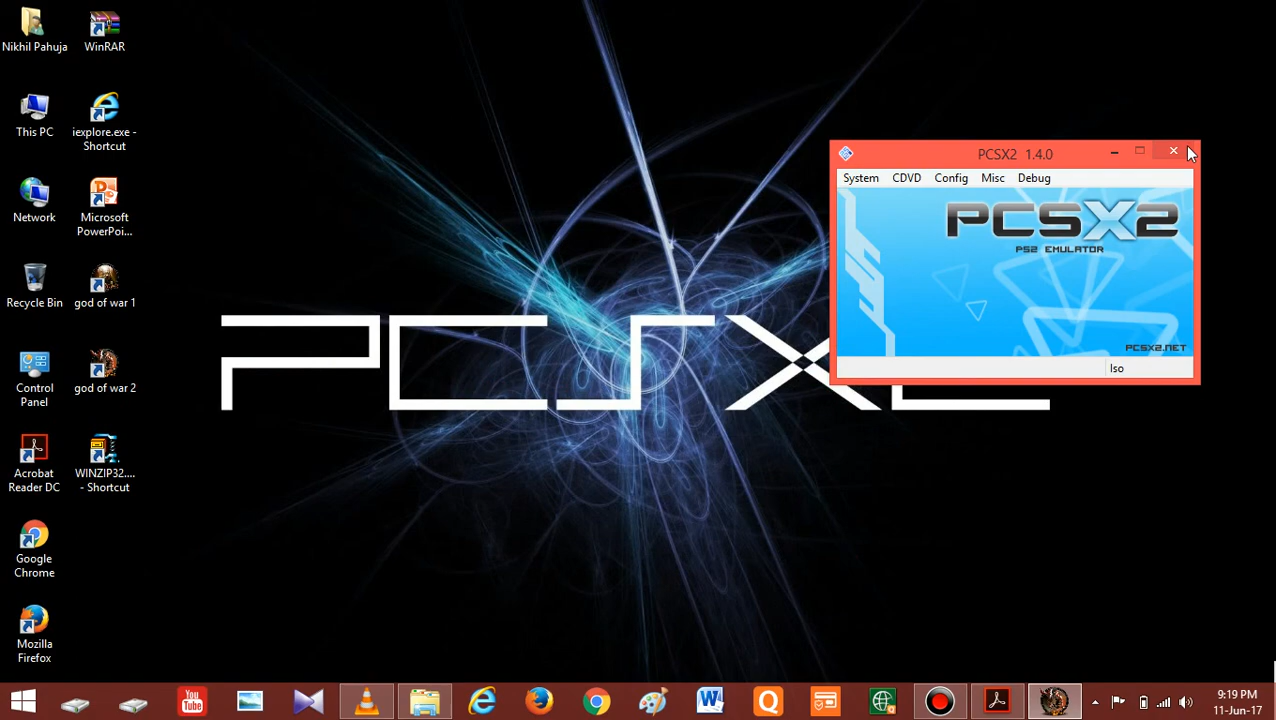 Nikhil Pahuja
WinRAR
This PC
iexplore.exe -
Shortcut
Network
Microsoft
PowerPoi...
Recycle Bin
god of war 1
Control
Panel
god of war 2
Acrobat
Reader DC
WINZIP32....
- Shortcut
Google
Chrome
Mozilla
Firefox
PCSX2
PCSX2 1.4.0
System CDVD Config Misc Debug
PCSX2
PS2 EMULATOR
PCSX2.NET
Iso
You
Tube
W
Q
9:19 PM
11-Jun-17